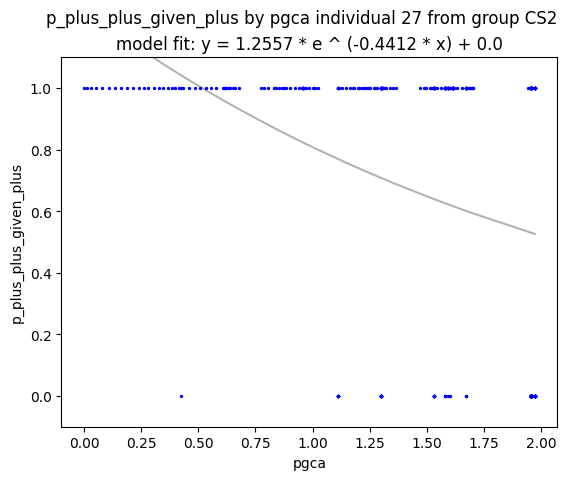 p_plus_plus_given_plus by pgca individual 27 from group CS2
model fit: y = 1.2557 * e ^ (-0.4412 * x) + 0.0
1.0
0.8
0.6
0.4
0.2
0.0
p_plus_plus_given_plus
0.00 0.25 0.50 0.75 1.00 1.25 1.50 1.75 2.00
pgca